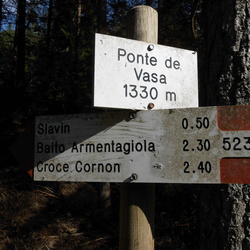 Ponte de
Vasa
1330 m
Slavin 0.50
Baito Armentagiola 2.30 523
Croce Cornon 2.40